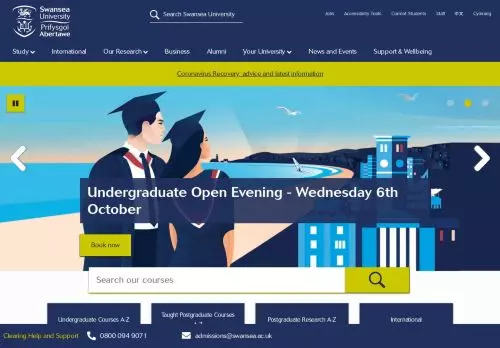 Swansea
University
Prifysgol
Abertawe
Search Swansea University
Jobs Accessibility Tools Current Students Staff 中文 Cymraeg
Study International Our Research Business Alumni Your University News and Events Support & Wellbeing
Coronavirus Recovery: advice and latest information
Undergraduate Open Evening - Wednesday 6th
October
Book now
Search our courses
Undergraduate Courses A-Z Taught Postgraduate Courses Postgraduate Research A-Z International
A-Z
Clearing Help and Support 0800 094 9071 admissions@swansea.ac.uk